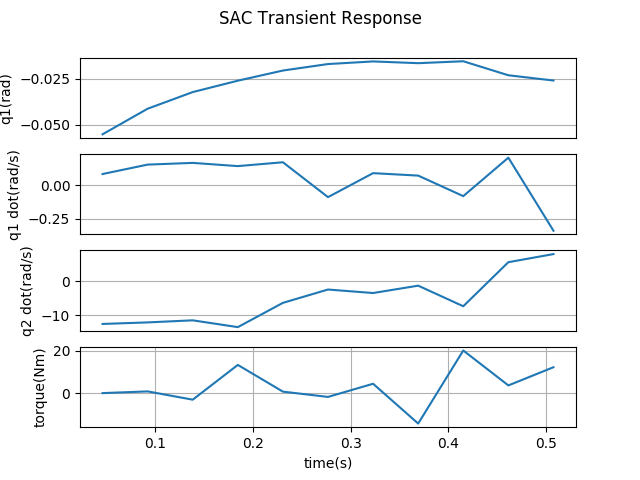 SAC Transient Response
q1(rad)
−0.025
−0.050
q1 dot(rad/s)
0.00
−0.25
q2 dot(rad/s)
0
−10
torque(Nm)
20
0
0.1 0.2 0.3 0.4 0.5
time(s)